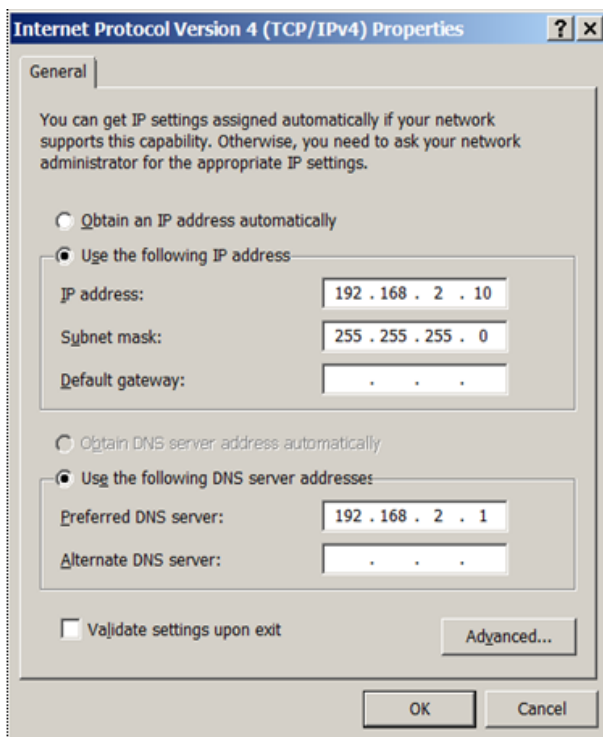 Internet Protocol Version 4 (TCP/IPv4) Properties
General
You can get IP settings assigned automatically if your network
supports this capability. Otherwise, you need to ask your network
administrator for the appropriate IP settings.
Obtain an IP address automatically
Use the following IP address
IP address: 192 . 168 . 2 . 10
Subnet mask: 255 . 255 . 255 . 0
Default gateway: . . .
Obtain DNS server address automatically
Use the following DNS server addresses
Preferred DNS server: 192 . 168 . 2 . 1
Alternate DNS server: . . .
Validate settings upon exit
Advanced...
OK Cancel